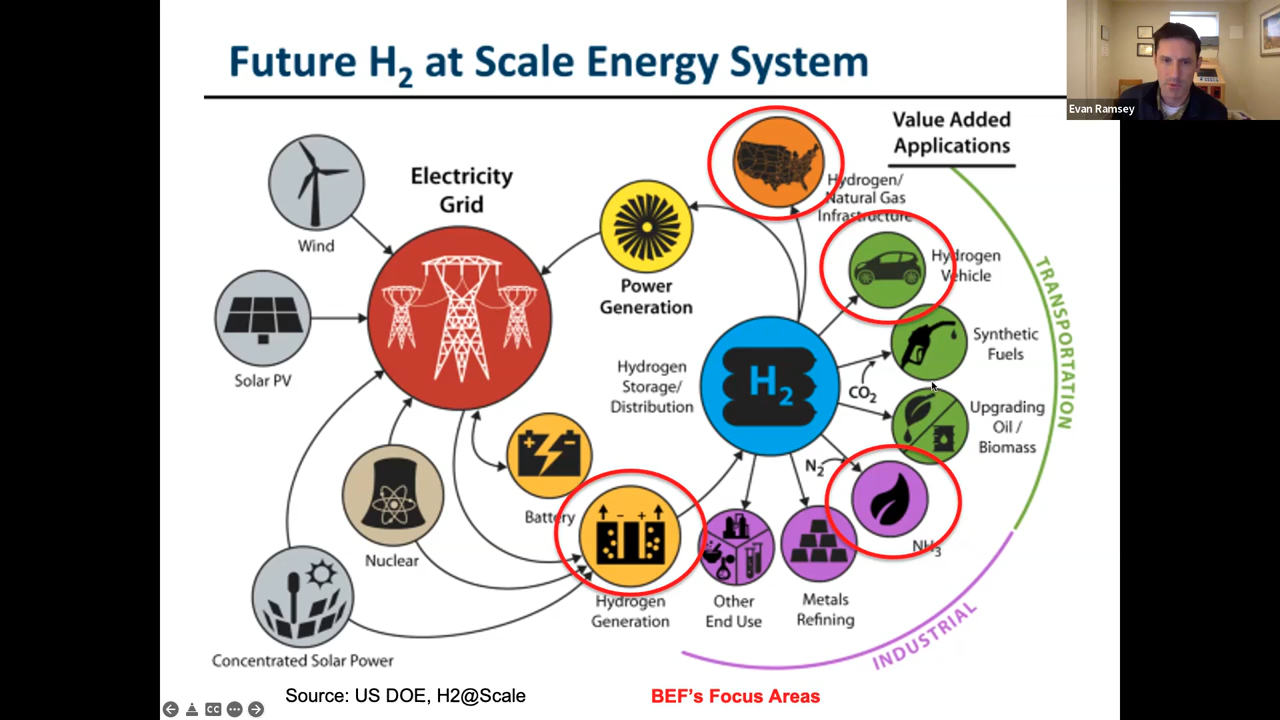 Future H2 at Scale Energy System
Evan Ramsey
Value Added
Applications
Electricity
Grid
Wind
Solar PV
Nuclear
Concentrated Solar Power
Battery
Power
Generation
Hydrogen/
Natural Gas
Infrastructure
Hydrogen
Vehicle
Synthetic
Fuels
Upgrading
Oil /
Biomass
TRANSPORTATION
Hydrogen
Storage/
Distribution
H2
CO2
N2
NH3
Hydrogen
Generation
Other
End Use
Metals
Refining
INDUSTRIAL
Source: US DOE, H2@Scale
BEF's Focus Areas
CC